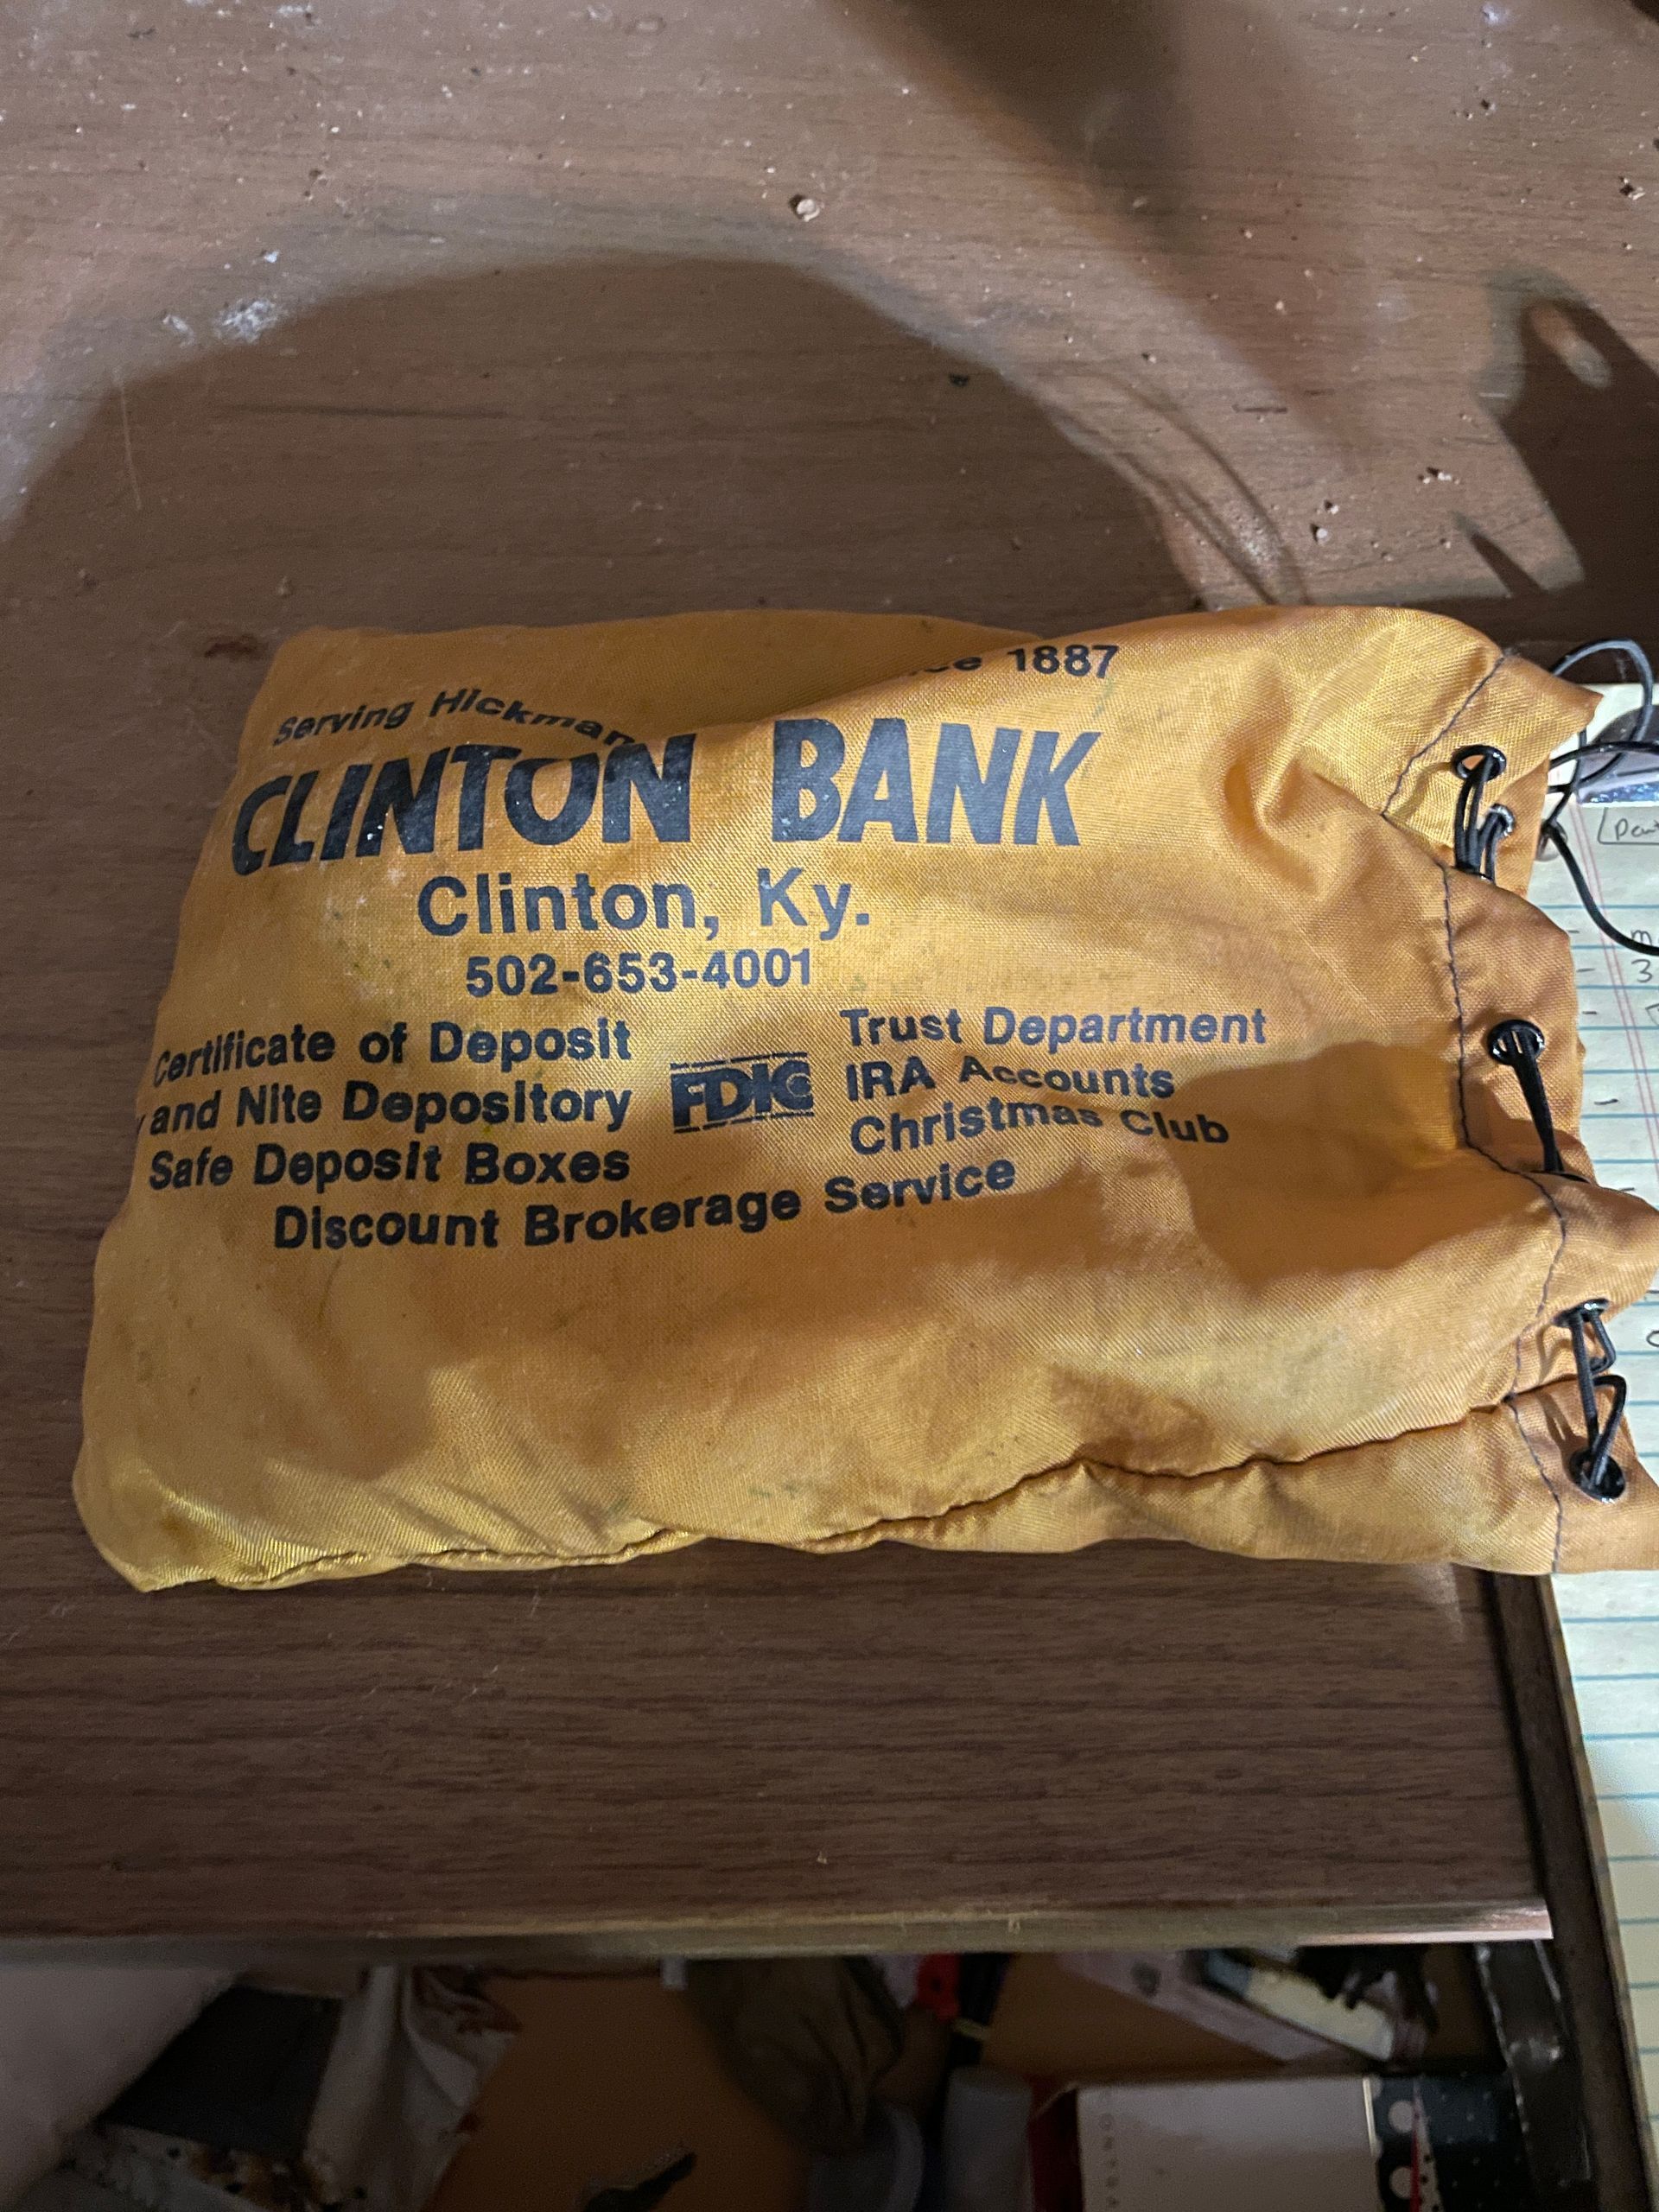 Serving Hickman
1887
CLINTON BANK
Clinton, Ky.
502-653-4001
Certificate of Deposit
and Nite Depository
Safe Deposit Boxes
FDIC
Trust Department
IRA Accounts
Christmas Club
Discount Brokerage Service